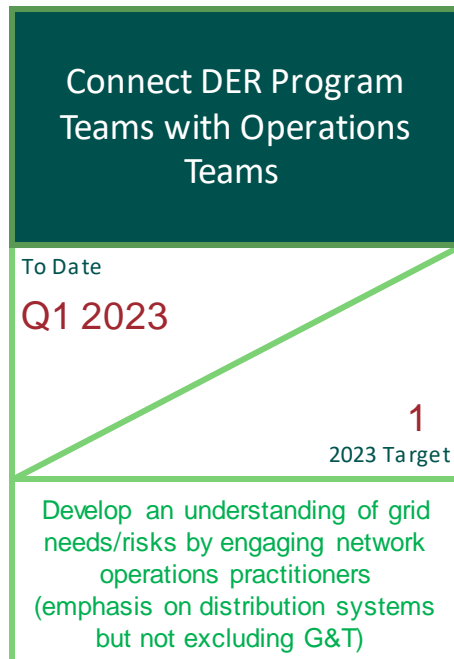 Connect DER Program
Teams with Operations
Teams
To Date
Q1 2023
1
2023 Target
Develop an understanding of grid
needs/risks by engaging network
operations practitioners
(emphasis on distribution systems
but not excluding G&T)